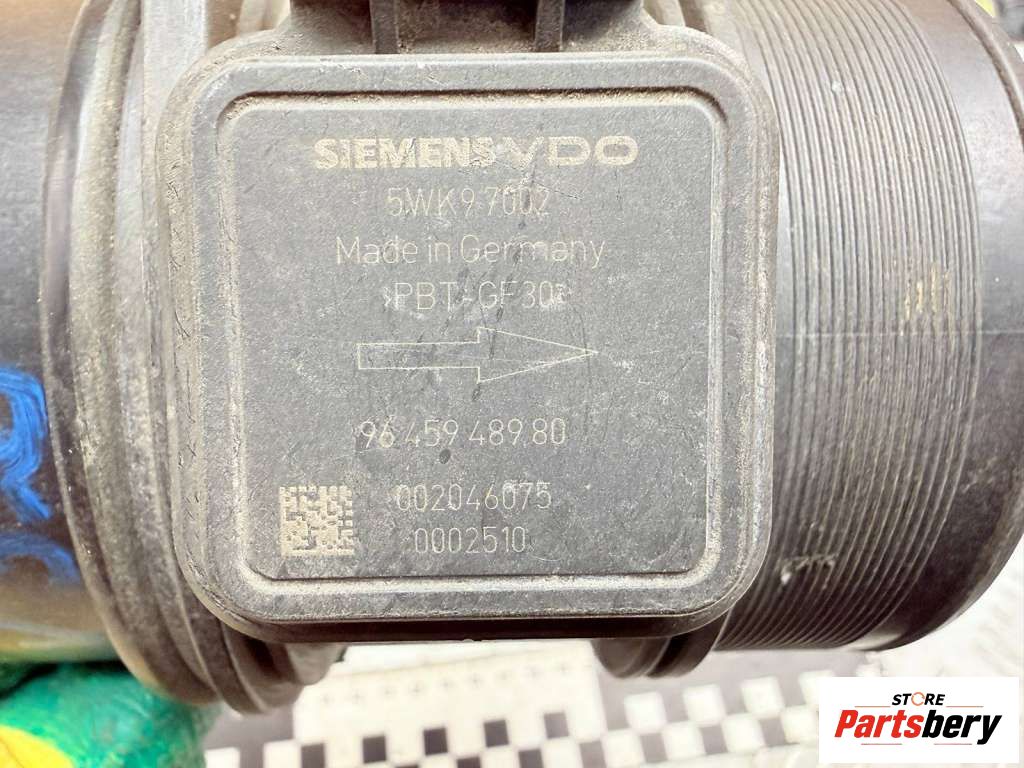 SIEMENS VDO
5WK9 7002
Made in Germany
>PBT-GF30<
96 459 489.80
002046075
0002510
STORE
Partsbery